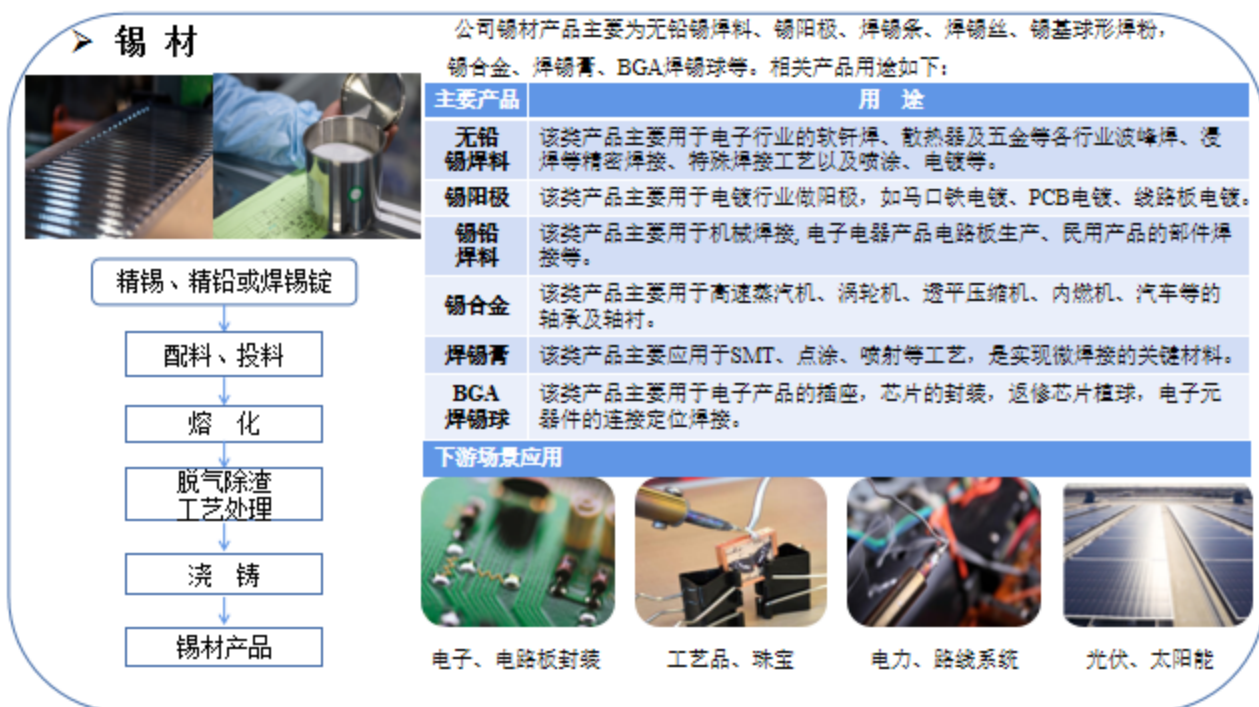 ➢ 锡 材
公司锡材产品主要为无铅锡焊料、锡阳极、焊锡条、焊锡丝、锡基球形焊粉，
锡合金、焊锡膏、BGA焊锡球等。相关产品用途如下：
主要产品
用 途
无铅
锡焊料
该类产品主要用于电子行业的软钎焊、散热器及五金等各行业波峰焊、浸
焊等精密焊接、特殊焊接工艺以及喷涂、电镀等。
锡阳极
该类产品主要用于电镀行业做阳极，如马口铁电镀、PCB电镀、线路板电镀。
锡铅
焊料
该类产品主要用于机械焊接, 电子电器产品电路板生产、民用产品的部件焊
接等。
锡合金
该类产品主要用于高速蒸汽机、涡轮机、透平压缩机、内燃机、汽车等的
轴承及轴衬。
焊锡膏
该类产品主要应用于SMT、点涂、喷射等工艺，是实现微焊接的关键材料。
BGA
焊锡球
该类产品主要用于电子产品的插座，芯片的封装，返修芯片植球，电子元
器件的连接定位焊接。
精锡、精铅或焊锡锭
配料、投料
熔 化
脱气除渣
工艺处理
浇 铸
锡材产品
下游场景应用
电子、电路板封装
工艺品、珠宝
电力、路线系统
光伏、太阳能